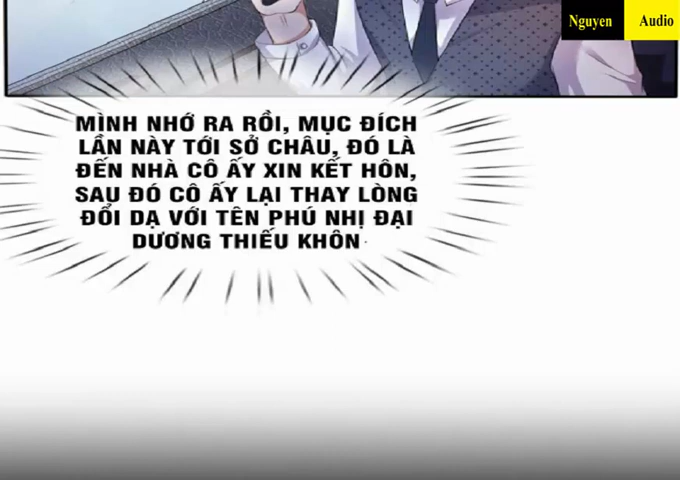 Nguyen Audio
MÌNH NHỚ RA RỒI, MỤC ĐÍCH
LẦN NÀY TỚI SỞ CHÂU, ĐÓ LÀ
ĐẾN NHÀ CÔ ẤY XIN KẾT HÔN,
SAU ĐÓ CÔ ẤY LẠI THAY LÒNG
ĐỔI DẠ VỚI TÊN PHÚ NHỊ ĐẠI
DƯƠNG THIẾU KHÔN